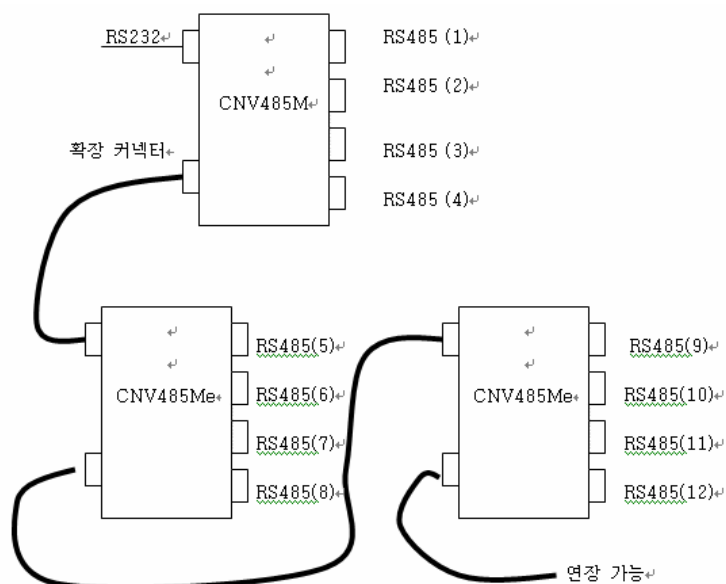 RS232
RS485 (1)
RS485 (2)
CNV485M
확장 커넥터
RS485 (3)
RS485 (4)
RS485(5)
RS485(6)
CNV485Me
RS485(7)
RS485(8)
RS485(9)
RS485(10)
CNV485Me
RS485(11)
RS485(12)
연장 가능